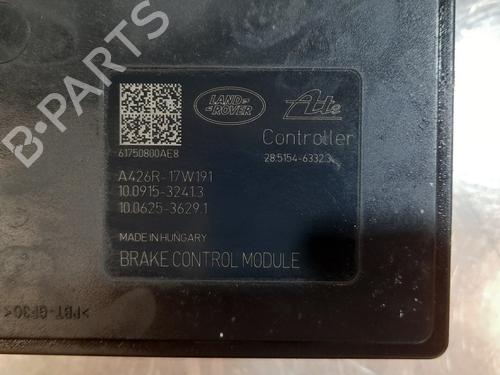 LAND-
ROVER
Ate
Controller
61750800AE8
28.5154-6332.3
A426R-17W191
10.0915-3241.3
10.0625-3629.1
MADE IN HUNGARY
BRAKE CONTROL MODULE
>PBT-GF30<
B-PARTS